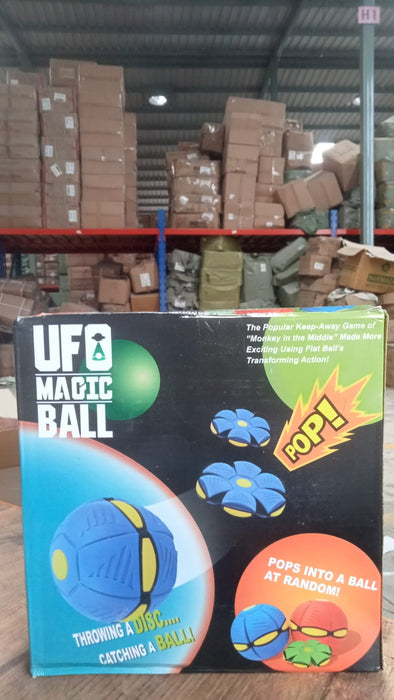 H1
UFO
MAGIC
BALL
The Popular Keep-Away Game of
"Monkey in the Middle" Made More
Exciting Using Flat Ball's
Transforming Action!
POP!
THROWING A DISC....
CATCHING A BALL!
POPS INTO A BALL
AT RANDOM!